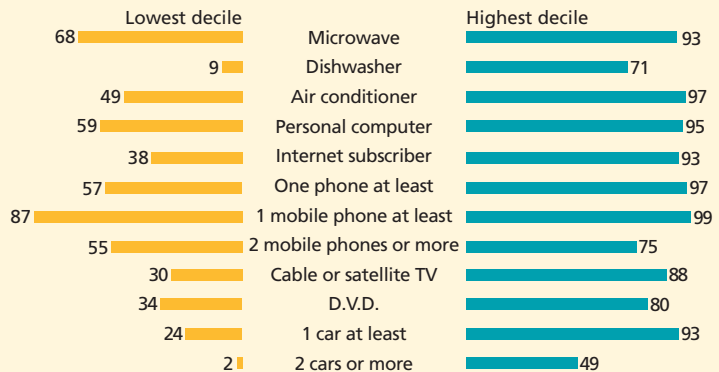 Lowest decile Highest decile
68 Microwave 93
9 Dishwasher 71
49 Air conditioner 97
59 Personal computer 95
38 Internet subscriber 93
57 One phone at least 97
87 1 mobile phone at least 99
55 2 mobile phones or more 75
30 Cable or satellite TV 88
34 D.V.D. 80
24 1 car at least 93
2 2 cars or more 49